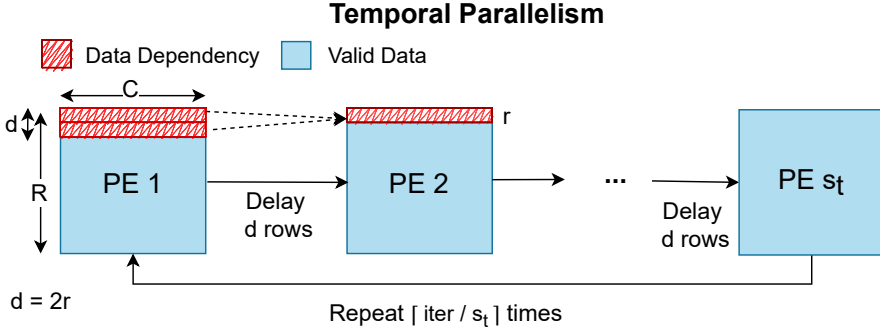 Temporal Parallelism
Data Dependency
Valid Data
C
d
r
R
PE 1
PE 2
...
PE sₜ
Delay
d rows
Delay
d rows
d = 2r
Repeat ⌈ iter / sₜ ⌉ times